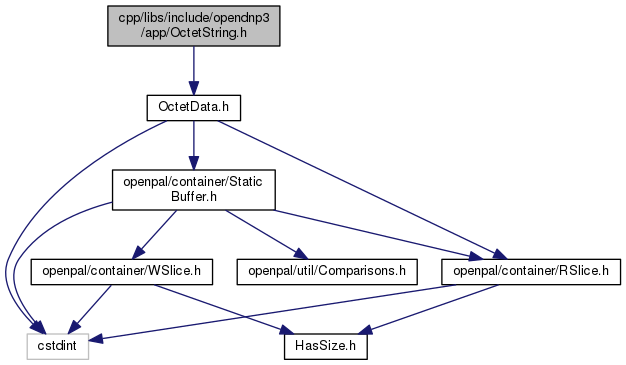 cpp/libs/include/opendnp3
/app/OctetString.h
OctetData.h
openpal/container/Static
Buffer.h
openpal/container/WSlice.h
openpal/util/Comparisons.h
openpal/container/RSlice.h
cstdint
HasSize.h